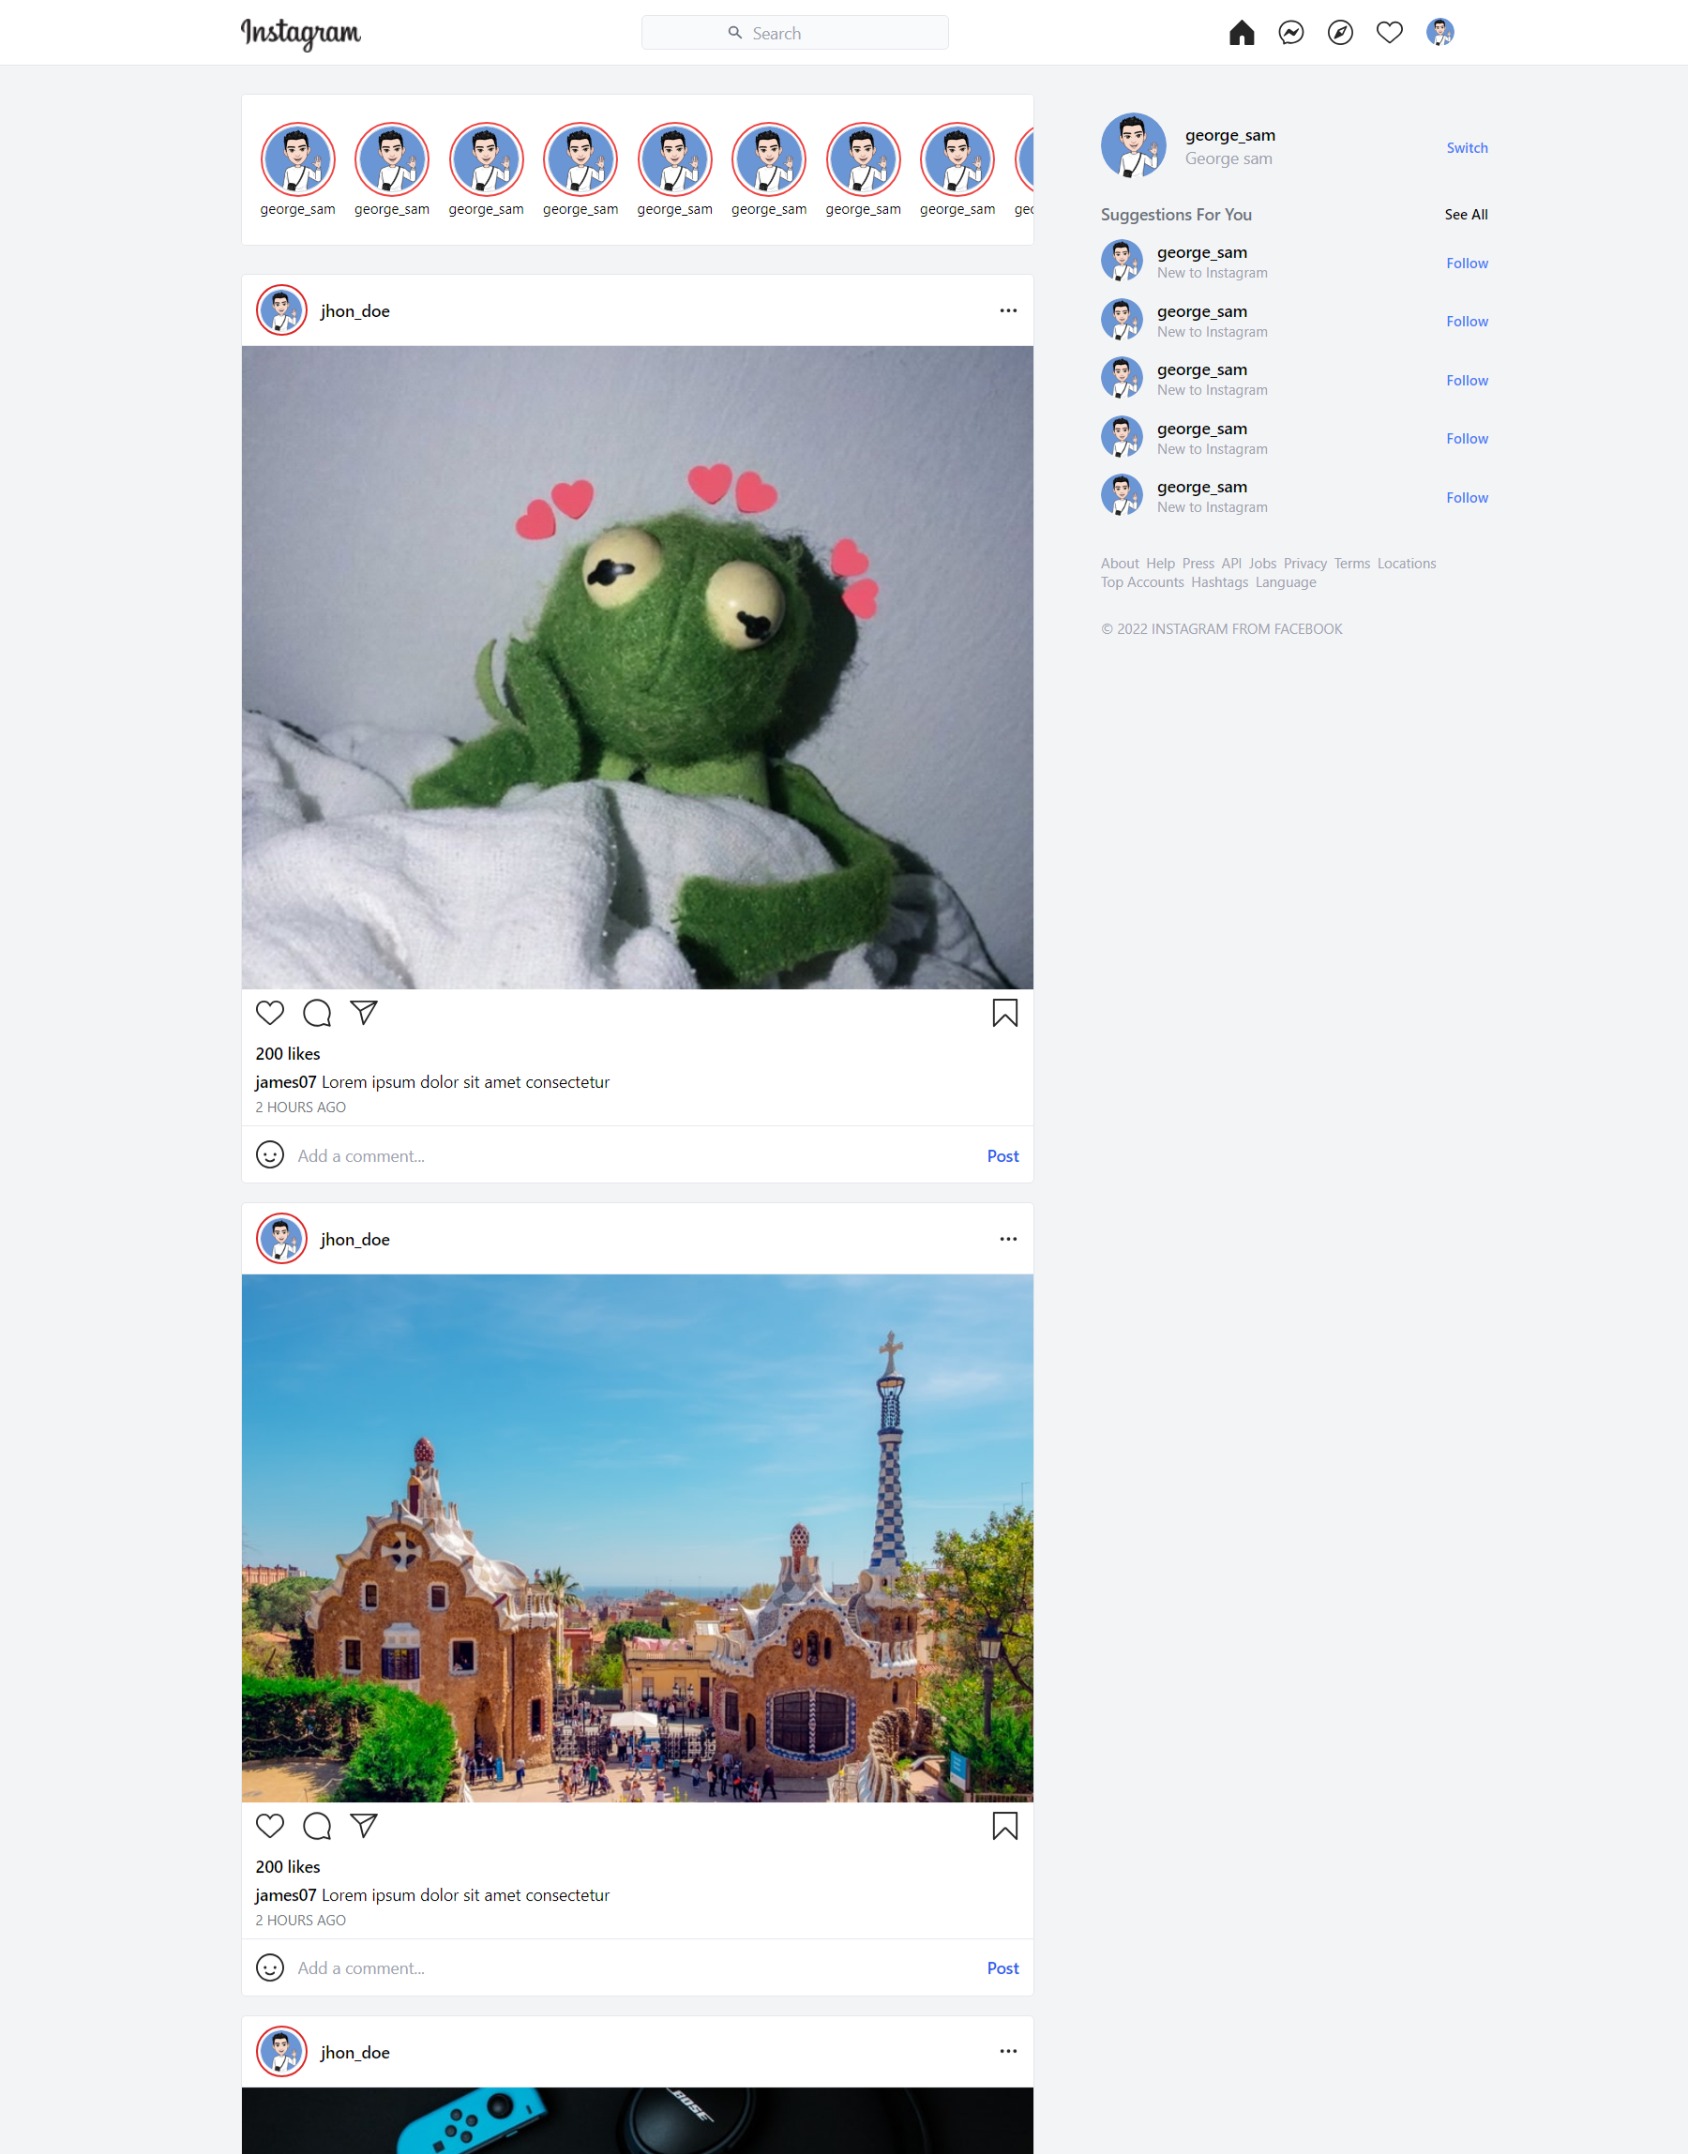 Instagram
Search
george_sam george_sam george_sam george_sam george_sam george_sam george_sam george_sam geo
jhon_doe
200 likes
james07 Lorem ipsum dolor sit amet consectetur
2 HOURS AGO
Add a comment...
Post
jhon_doe
200 likes
james07 Lorem ipsum dolor sit amet consectetur
2 HOURS AGO
Add a comment...
Post
jhon_doe
BOSE
george_sam
George sam
Switch
Suggestions For You
See All
george_sam
New to Instagram
Follow
george_sam
New to Instagram
Follow
george_sam
New to Instagram
Follow
george_sam
New to Instagram
Follow
george_sam
New to Instagram
Follow
About Help Press API Jobs Privacy Terms Locations
Top Accounts Hashtags Language
© 2022 INSTAGRAM FROM FACEBOOK